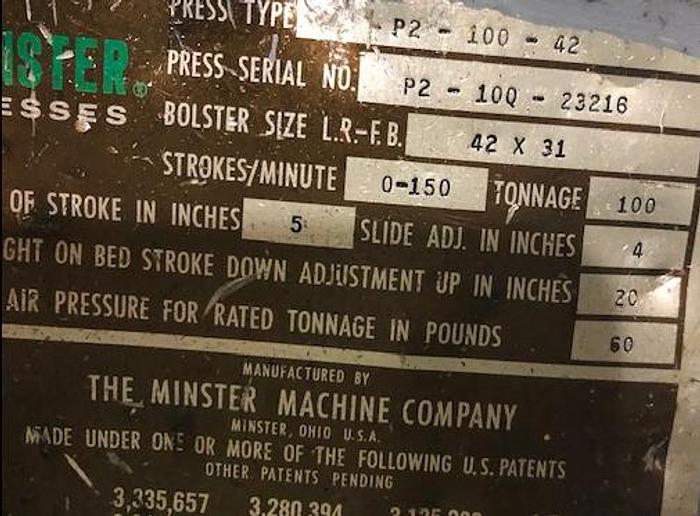 PRESS TYPE P2 - 100 - 42
PRESS SERIAL NO. P2 - 10Q - 23216
ESSES
BOLSTER SIZE L.R.-F.B. 42 X 31
STROKES/MINUTE 0-150 TONNAGE 100
OF STROKE IN INCHES 5 SLIDE ADJ. IN INCHES 4
GHT ON BED STROKE DOWN ADJUSTMENT UP IN INCHES 20
AIR PRESSURE FOR RATED TONNAGE IN POUNDS 60
MANUFACTURED BY
THE MINSTER MACHINE COMPANY
MINSTER, OHIO U.S.A.
MADE UNDER ONE OR MORE OF THE FOLLOWING U.S. PATENTS
OTHER PATENTS PENDING
3,335,657 3,280,394